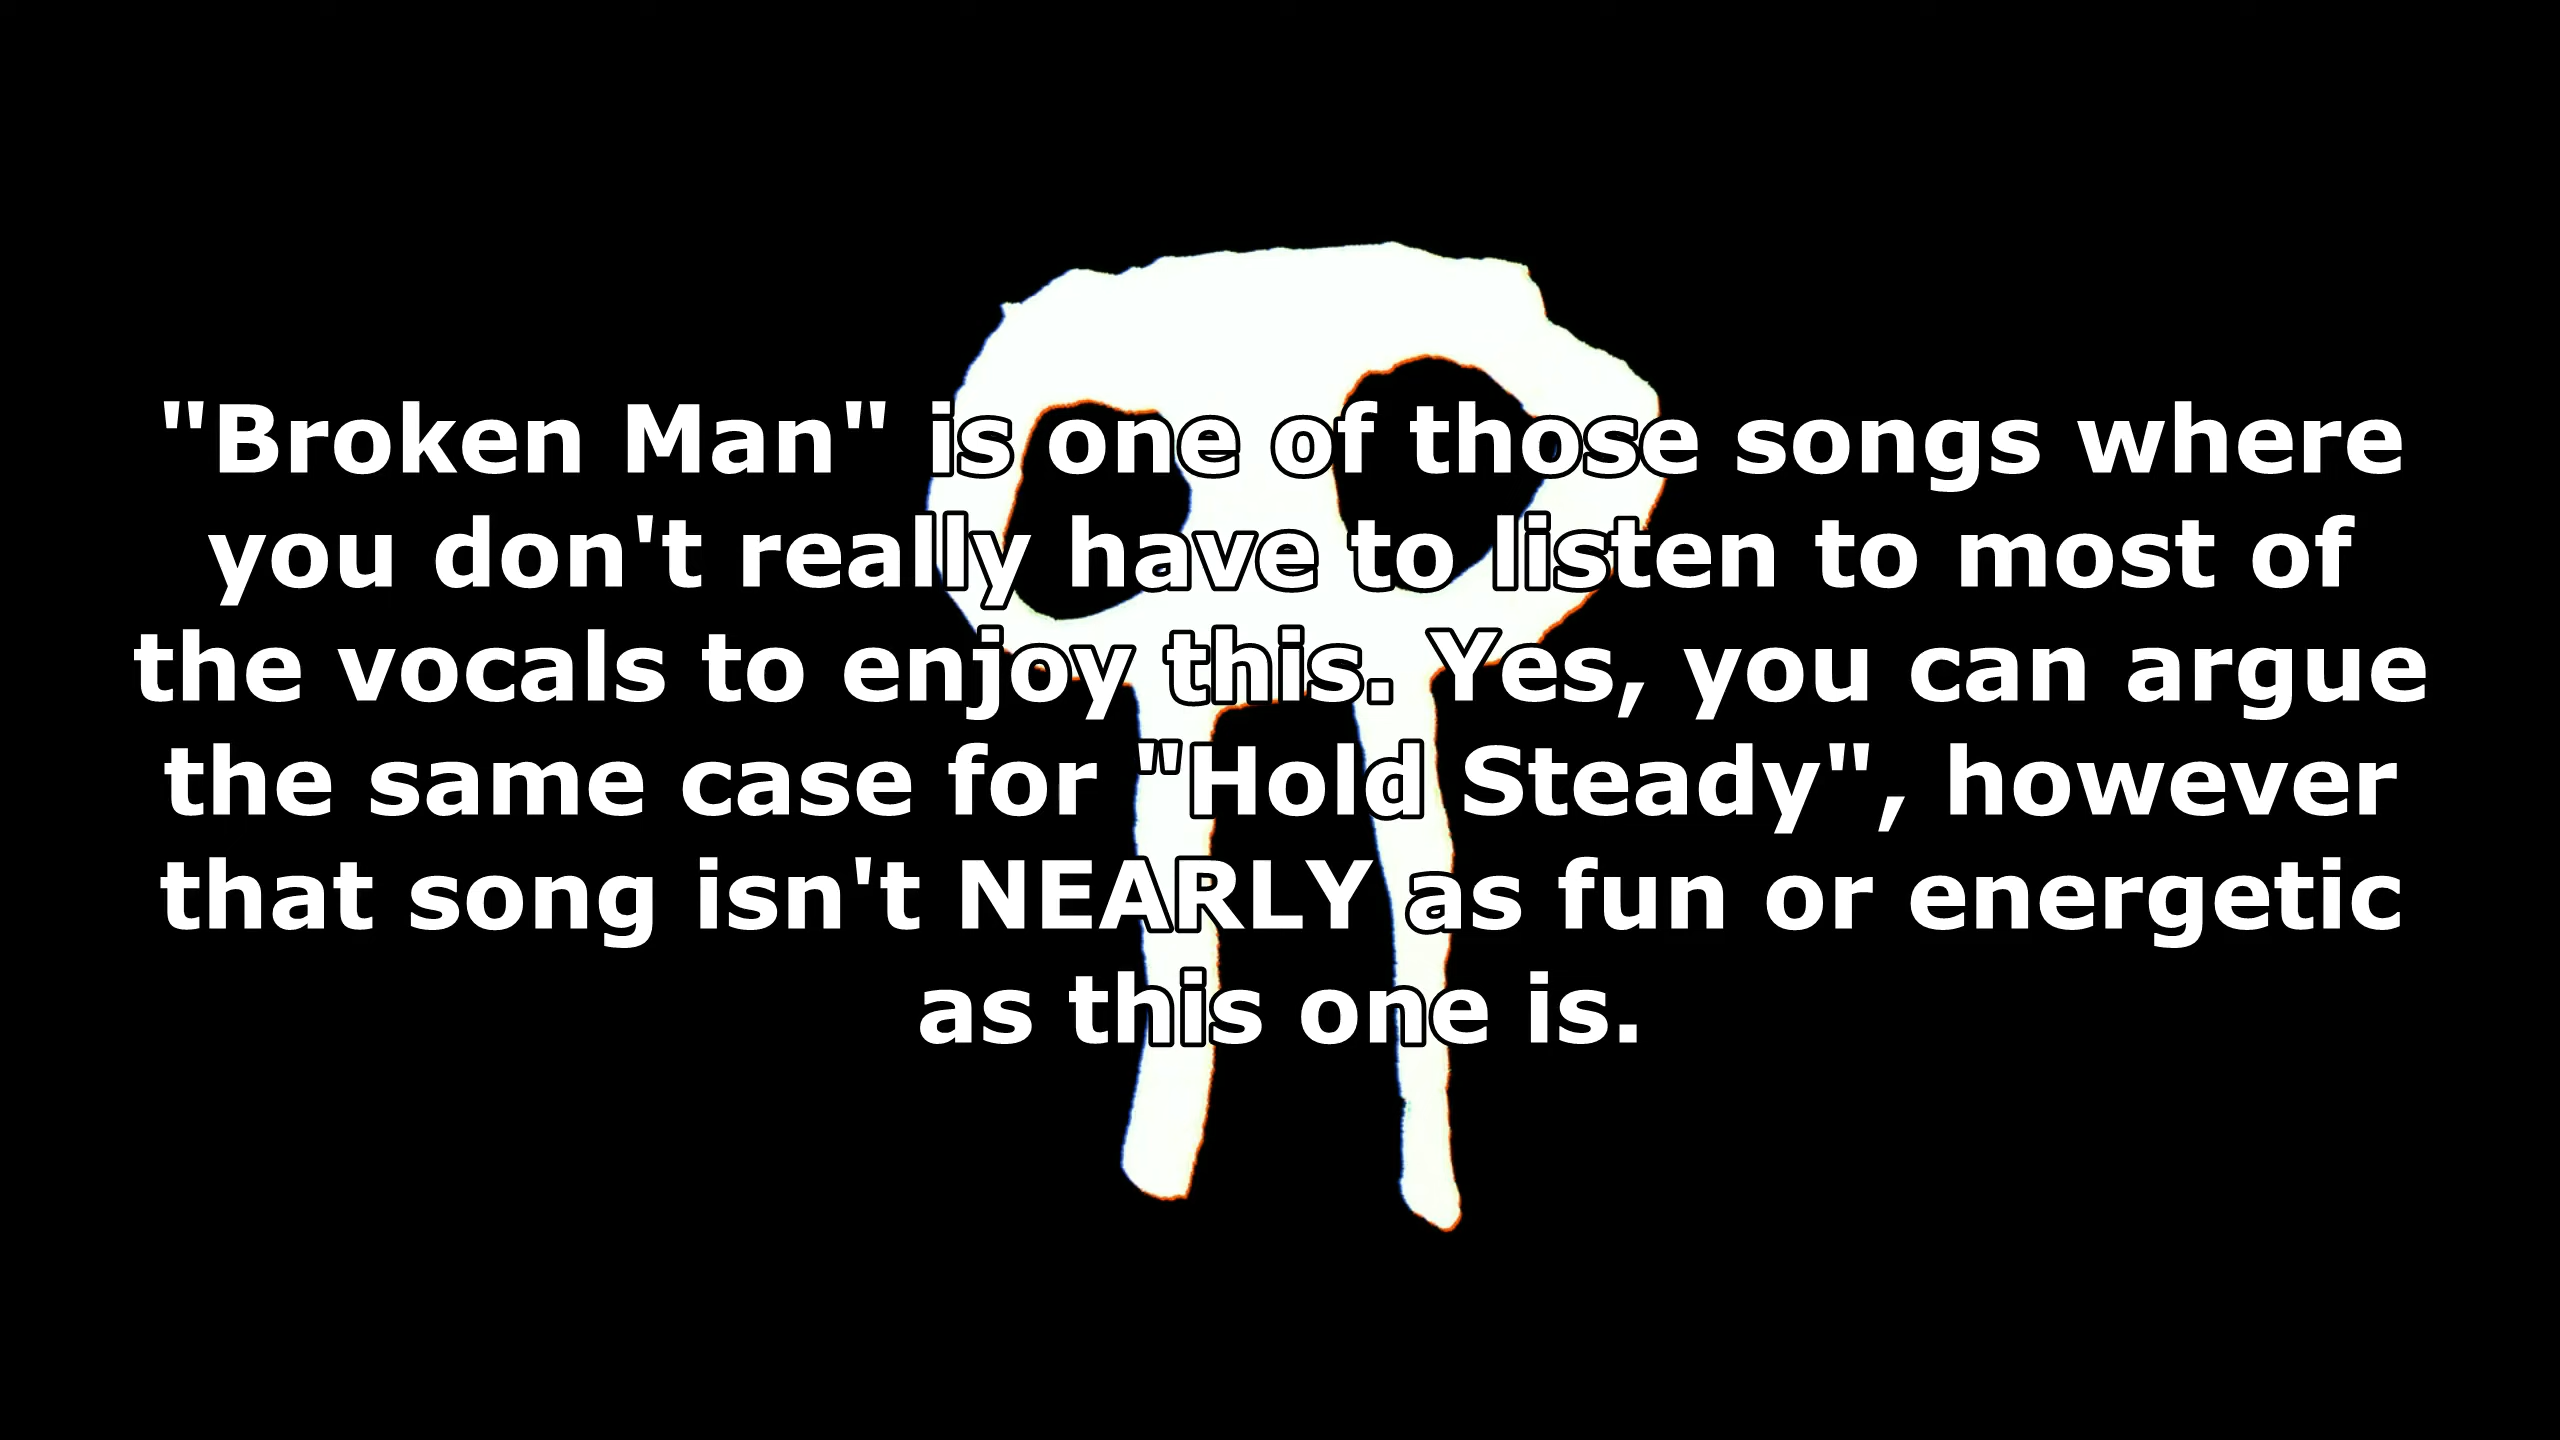 "Broken Man" is one of those songs where
you don't really have to listen to most of
the vocals to enjoy this. Yes, you can argue
the same case for "Hold Steady", however
that song isn't NEARLY as fun or energetic
as this one is.